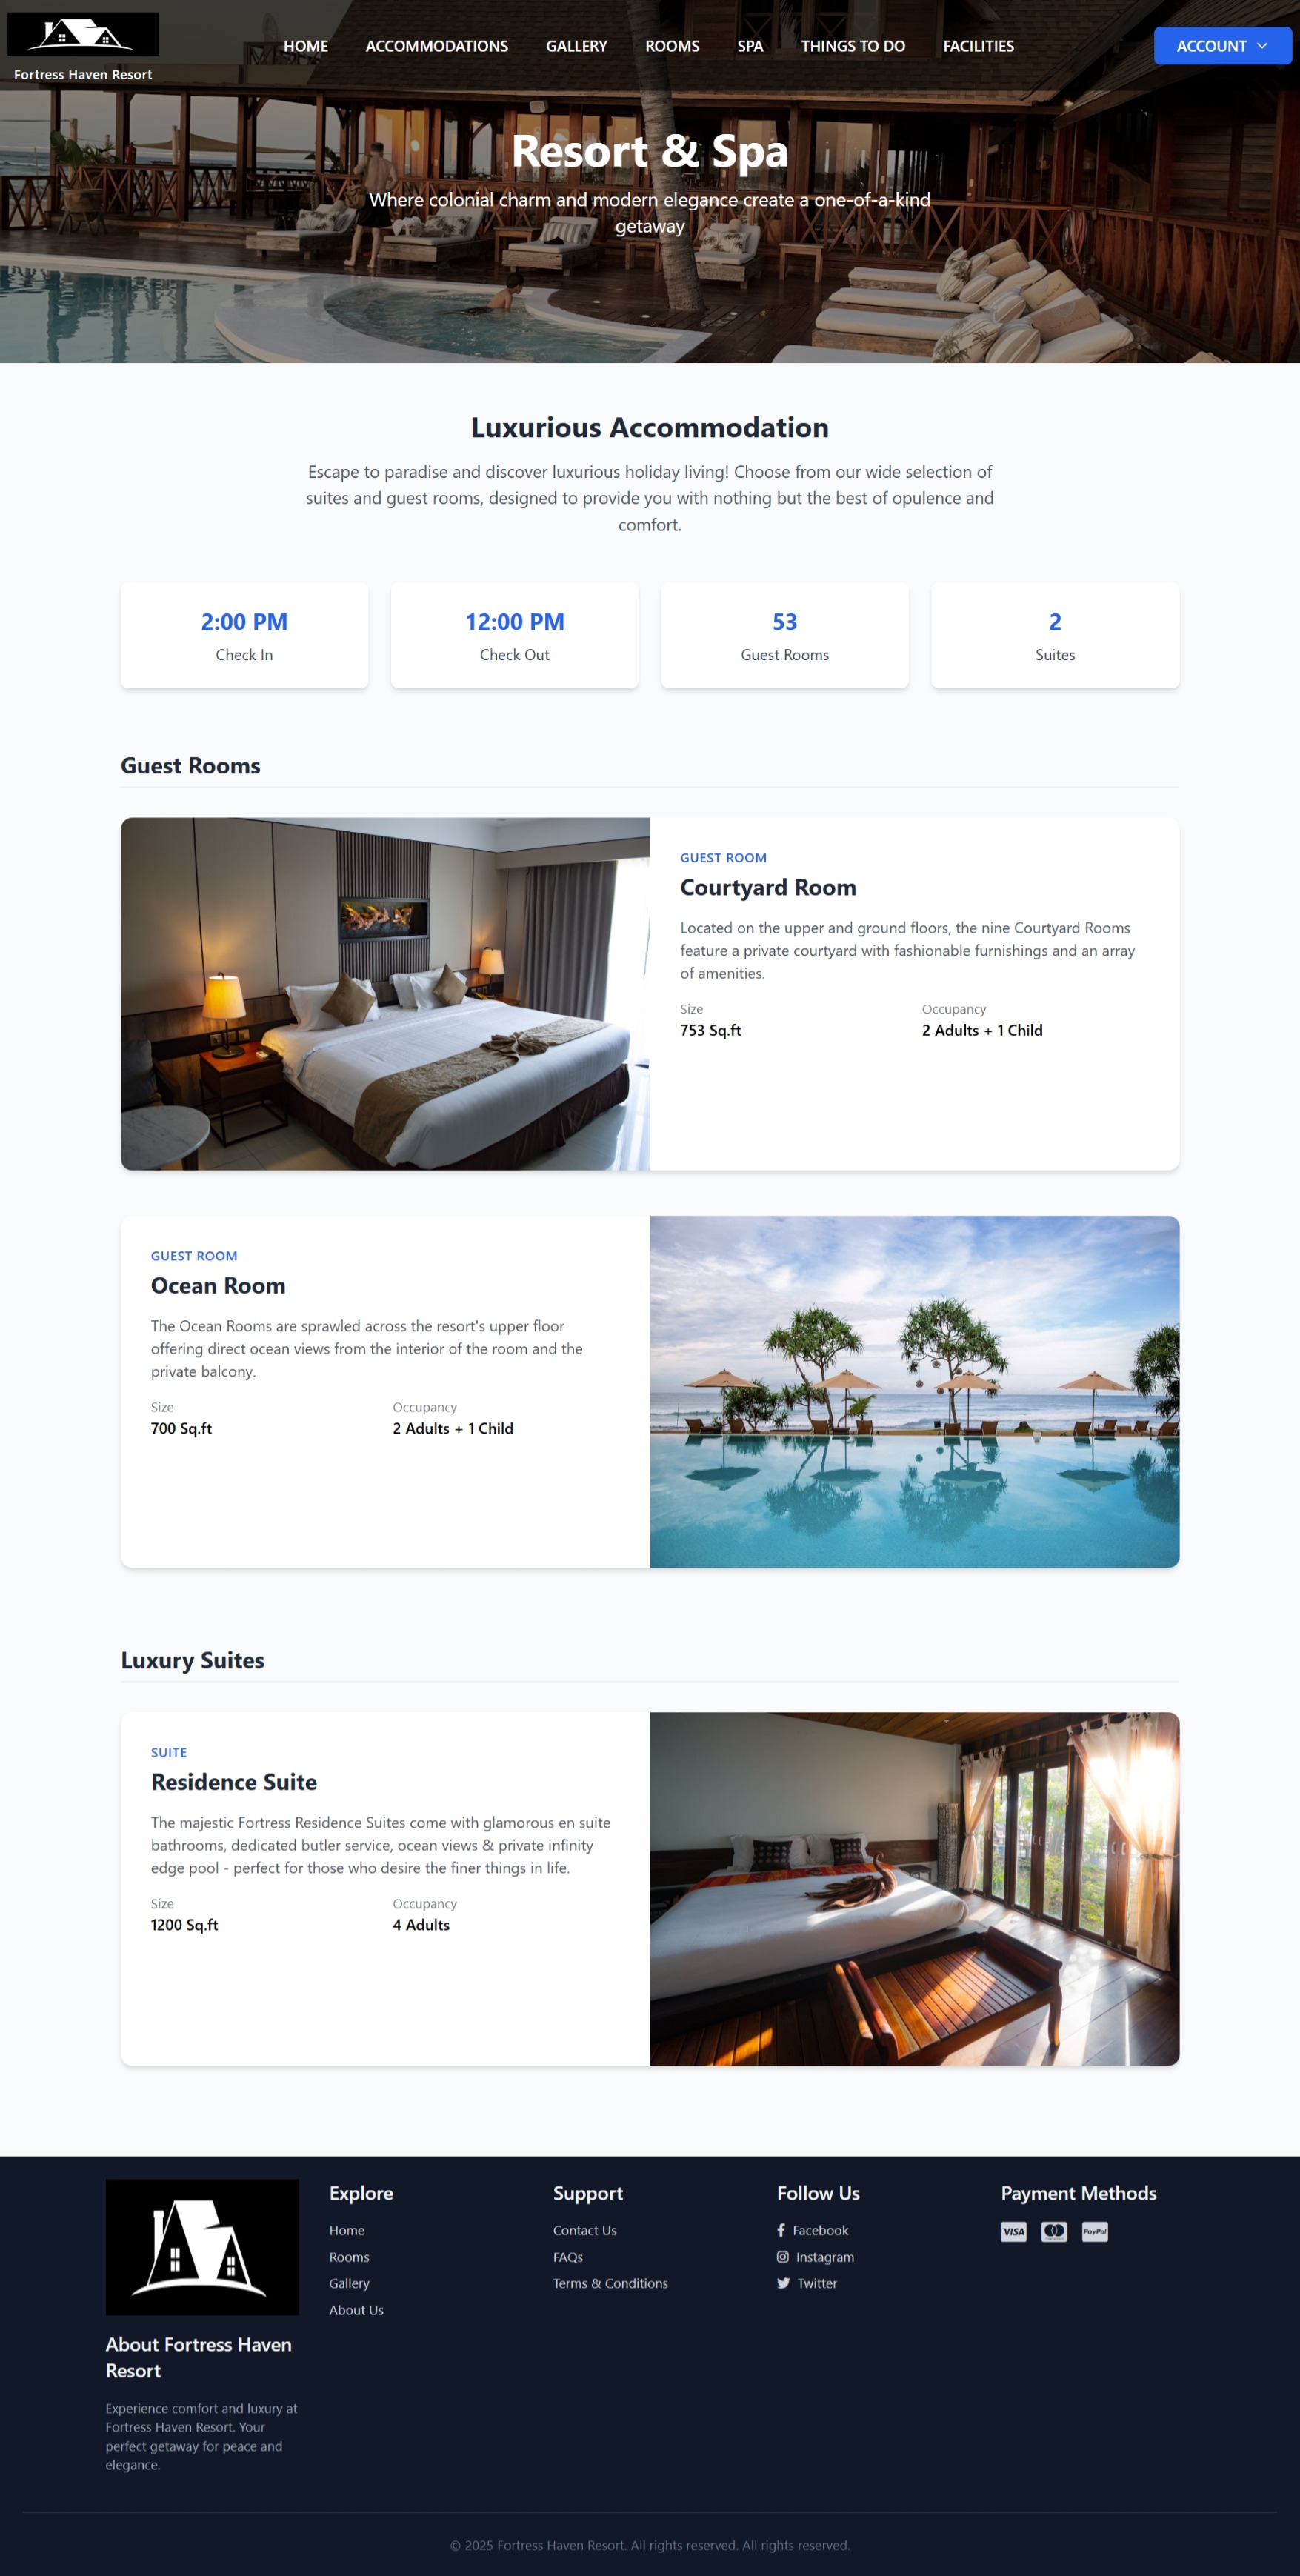 Fortress Haven Resort
HOME
ACCOMMODATIONS
GALLERY
ROOMS
SPA
THINGS TO DO
FACILITIES
ACCOUNT
Resort & Spa
Where colonial charm and modern elegance create a one-of-a-kind
getaway
Luxurious Accommodation
Escape to paradise and discover luxurious holiday living! Choose from our wide selection of
suites and guest rooms, designed to provide you with nothing but the best of opulence and
comfort.
2:00 PM
Check In
12:00 PM
Check Out
53
Guest Rooms
2
Suites
Guest Rooms
GUEST ROOM
Courtyard Room
Located on the upper and ground floors, the nine Courtyard Rooms
feature a private courtyard with fashionable furnishings and an array
of amenities.
Size
753 Sq.ft
Occupancy
2 Adults + 1 Child
GUEST ROOM
Ocean Room
The Ocean Rooms are sprawled across the resort's upper floor
offering direct ocean views from the interior of the room and the
private balcony.
Size
700 Sq.ft
Occupancy
2 Adults + 1 Child
Luxury Suites
SUITE
Residence Suite
The majestic Fortress Residence Suites come with glamorous en suite
bathrooms, dedicated butler service, ocean views & private infinity
edge pool - perfect for those who desire the finer things in life.
Size
1200 Sq.ft
Occupancy
4 Adults
About Fortress Haven
Resort
Experience comfort and luxury at
Fortress Haven Resort. Your
perfect getaway for peace and
elegance.
Explore
Home
Rooms
Gallery
About Us
Support
Contact Us
FAQs
Terms & Conditions
Follow Us
Facebook
Instagram
Twitter
Payment Methods
VISA
PayPal
© 2025 Fortress Haven Resort. All rights reserved. All rights reserved.